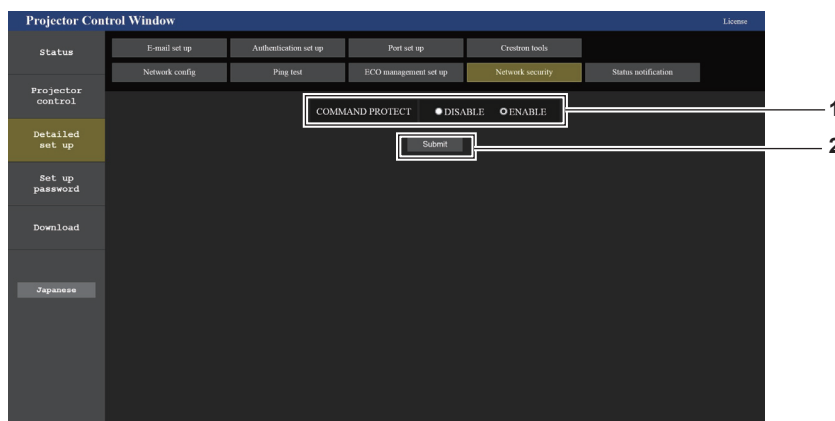 Projector Control Window
License
Status
E-mail set up
Authentication set up
Port set up
Crestron tools
Network config
Ping test
ECO management set up
Network security
Status notification
Projector
control
COMMAND PROTECT DISABLE ENABLE
1
Detailed
set up
Submit
2
Set up
password
Download
Japanese